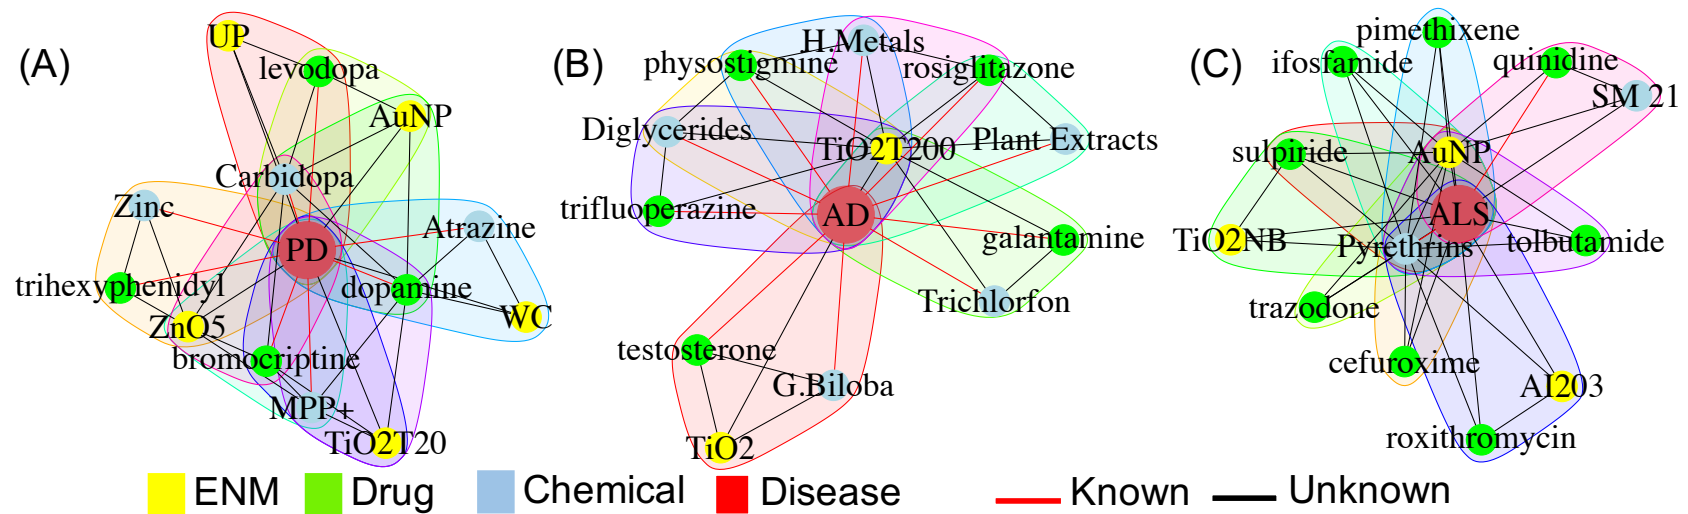 (A)
UP
levodopa
AuNP
Carbidopa
Zinc
Atrazine
PD
trihexyphenidyl
dopamine
ZnO5
WC
bromocriptine
MPP+
TiO2T20
(B)
H.Metals
physostigmine
rosiglitazone
Diglycerides
Plant Extracts
TiO2T200
trifluoperazine
AD
galantamine
Trichlorfon
testosterone
G.Biloba
TiO2
(C)
pimethixene
ifosfamide
quinidine
SM 21
sulpiride
AuNP
ALS
TiO2NB
Pyrethrins
tolbutamide
trazodone
cefuroxime
AI203
roxithromycin
ENM Drug Chemical Disease Known Unknown